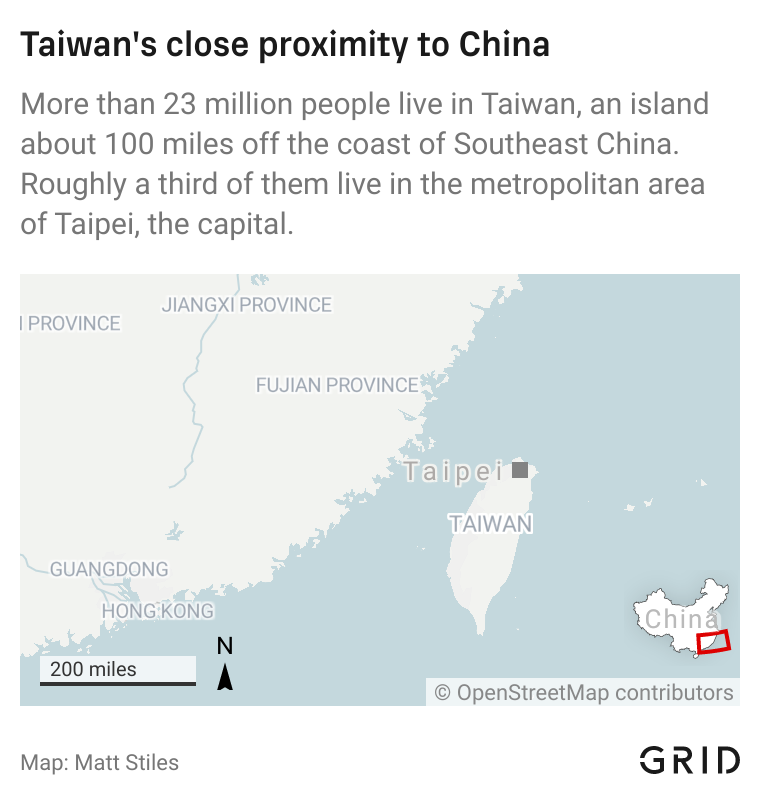 Taiwan's close proximity to China
More than 23 million people live in Taiwan, an island
about 100 miles off the coast of Southeast China.
Roughly a third of them live in the metropolitan area
of Taipei, the capital.
JIANGXI PROVINCE
I PROVINCE
FUJIAN PROVINCE
Taipei
TAIWAN
GUANGDONG
HONG KONG
China
N
200 miles
© OpenStreetMap contributors
Map: Matt Stiles
GRID